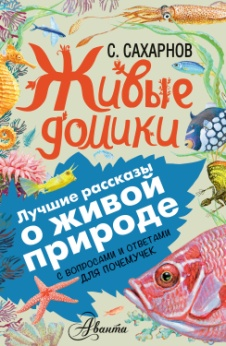 С. САХАРНОВ
Живые
домики
Лучшие рассказы
о живой
природе
с вопросами и ответами
для почемучек
Аванта